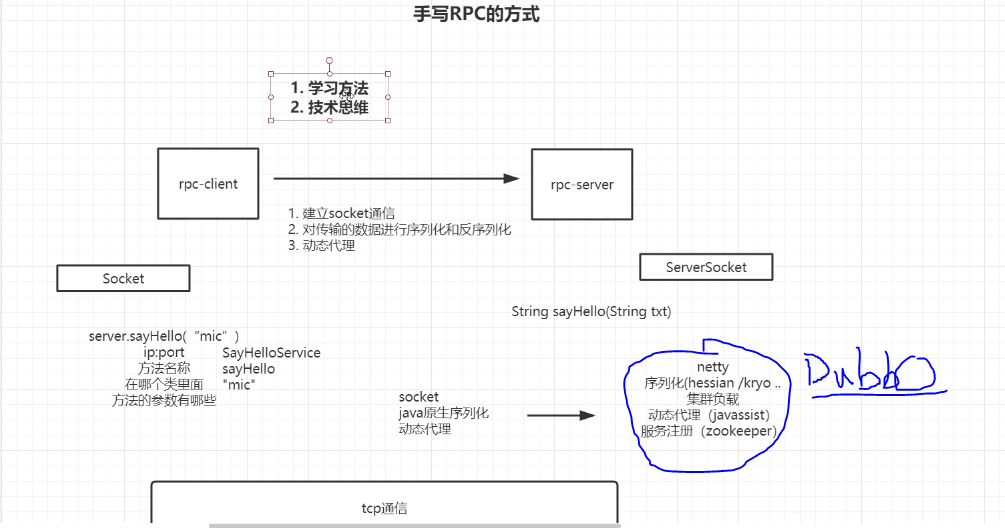 手写RPC的方式
1. 学习方法
2. 技术思维
rpc-client
rpc-server
1. 建立socket通信
2. 对传输的数据进行序列化和反序列化
3. 动态代理
Socket
ServerSocket
String sayHello(String txt)
server.sayHello(“mic”)
ip:port SayHelloService
方法名称 sayHello
在哪个类里面 "mic"
方法的参数有哪些
socket
java原生序列化
动态代理
netty
序列化(hessian /kryo ..
集群负载
动态代理（javassist）
服务注册（zookeeper）
Dubbo
tcp通信